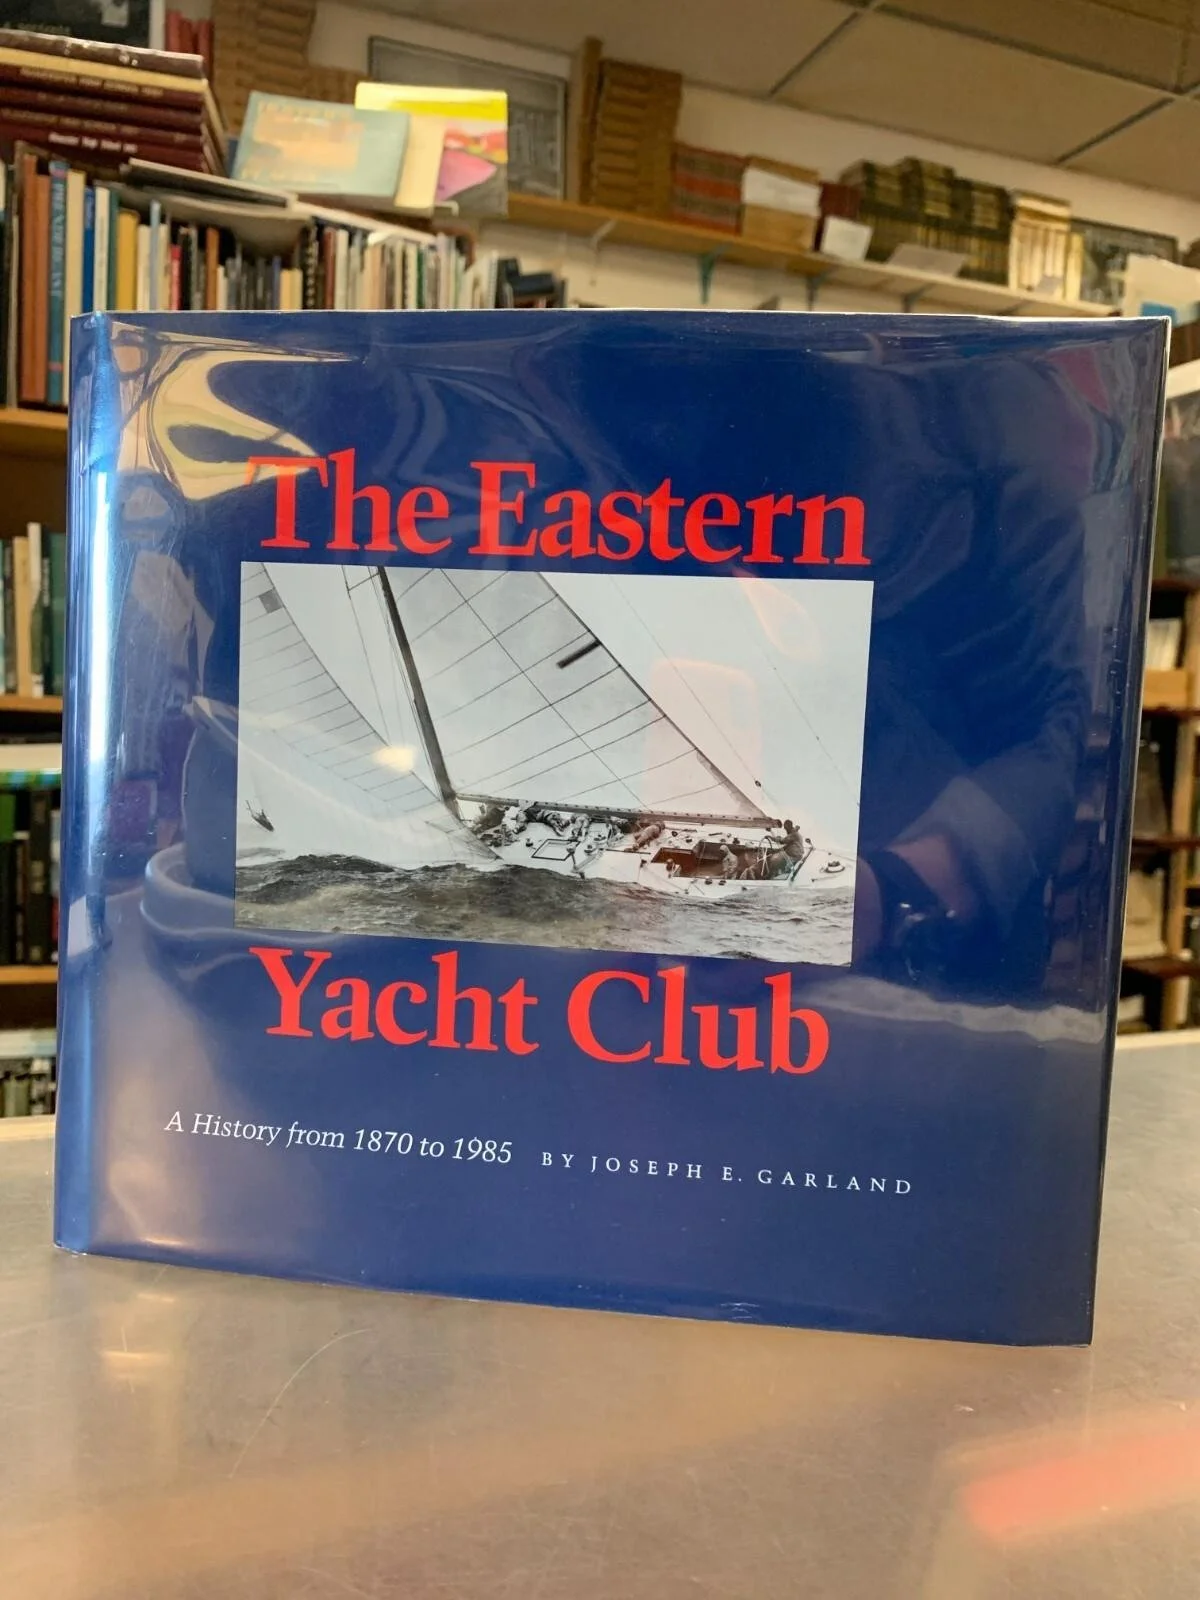 The Eastern
Yacht Club
A History from 1870 to 1985 BY JOSEPH E. GARLAND